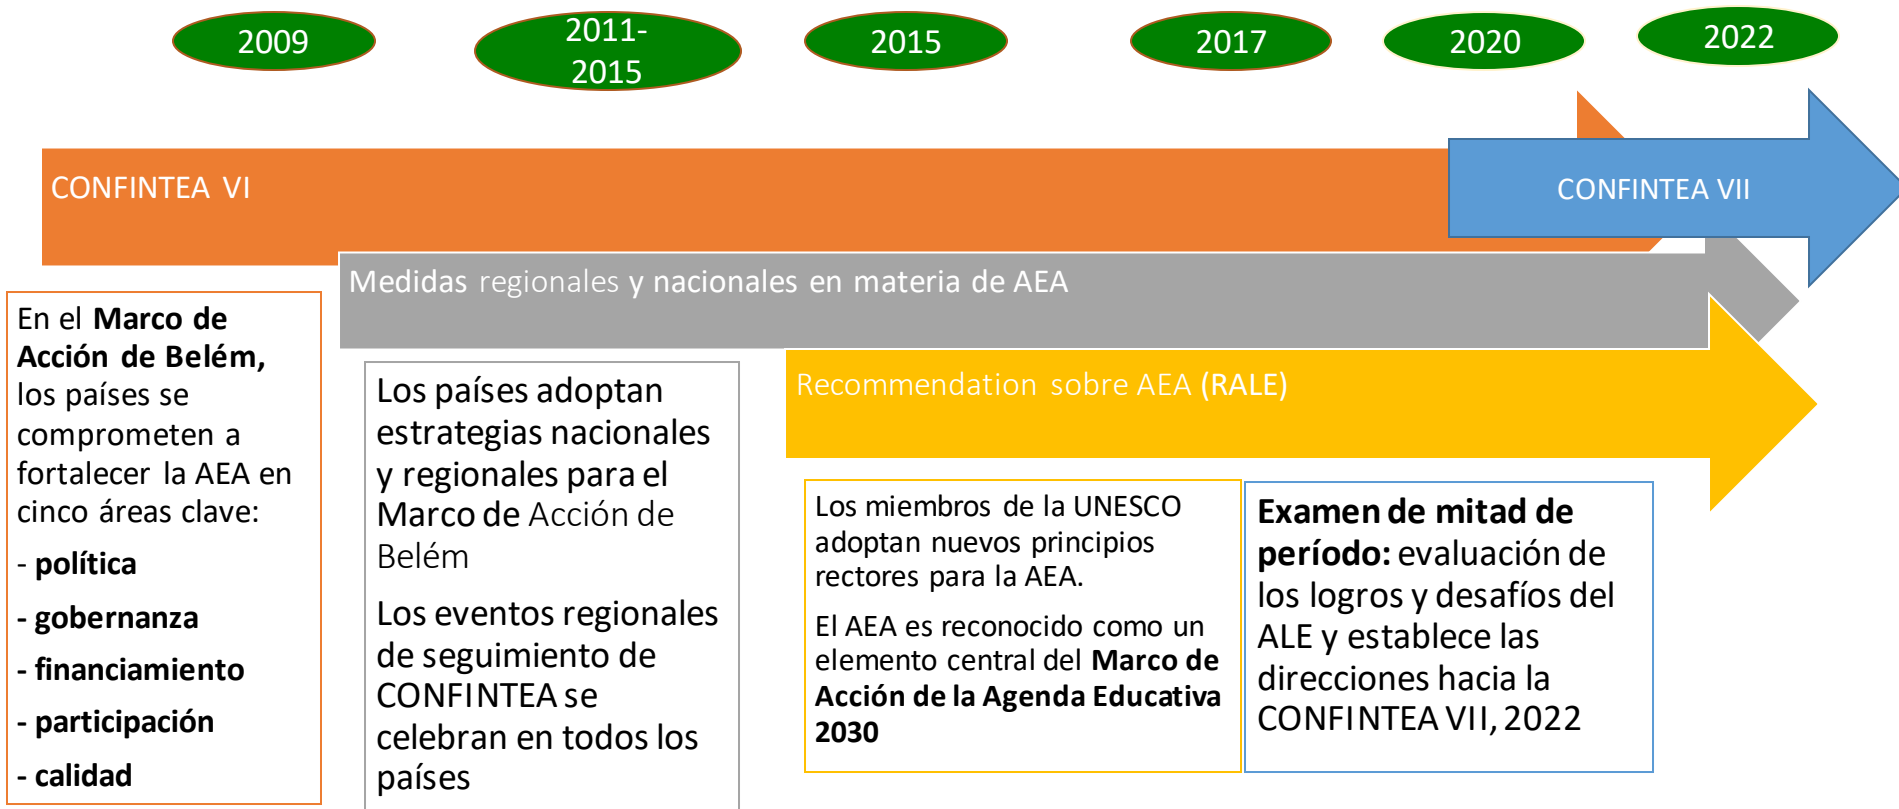 2009
2011-
2015
2015
2017
2020
2022
CONFINTEA VI
CONFINTEA VII
Medidas regionales y nacionales en materia de AEA
Recommendation sobre AEA (RALE)
En el Marco de
Acción de Belém,
los países se
comprometen a
fortalecer la AEA en
cinco áreas clave:
- política
- gobernanza
- financiamiento
- participación
- calidad
Los países adoptan
estrategias nacionales
y regionales para el
Marco de Acción de
Belém
Los eventos regionales
de seguimiento de
CONFINTEA se
celebran en todos los
países
Los miembros de la UNESCO
adoptan nuevos principios
rectores para la AEA.
El AEA es reconocido como un
elemento central del Marco de
Acción de la Agenda Educativa
2030
Examen de mitad de
período: evaluación de
los logros y desafíos del
ALE y establece las
direcciones hacia la
CONFINTEA VII, 2022